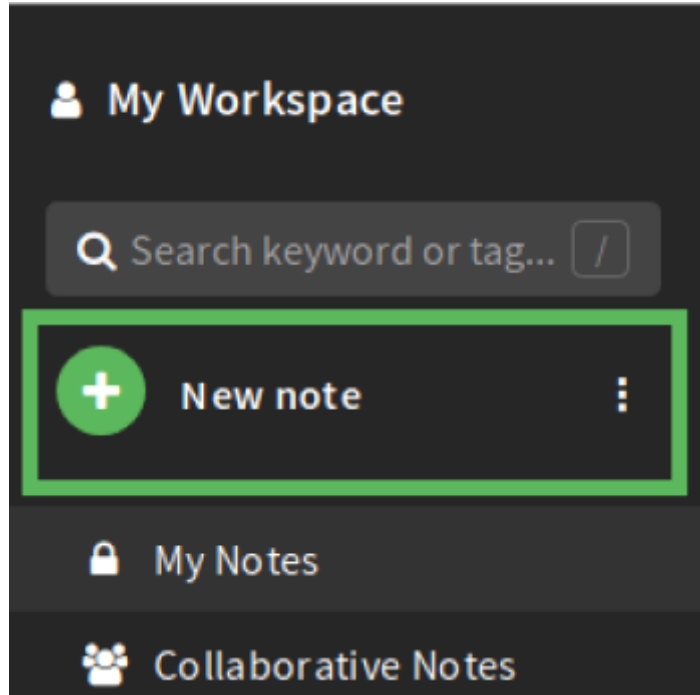 My Workspace
Search keyword or tag... /
New note
My Notes
Collaborative Notes